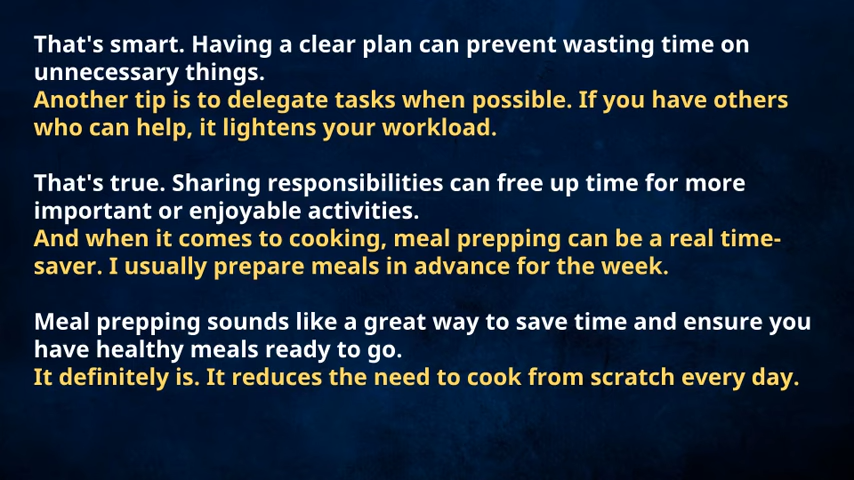 That's smart. Having a clear plan can prevent wasting time on
unnecessary things.
Another tip is to delegate tasks when possible. If you have others
who can help, it lightens your workload.
That's true. Sharing responsibilities can free up time for more
important or enjoyable activities.
And when it comes to cooking, meal prepping can be a real time-
saver. I usually prepare meals in advance for the week.
Meal prepping sounds like a great way to save time and ensure you
have healthy meals ready to go.
It definitely is. It reduces the need to cook from scratch every day.